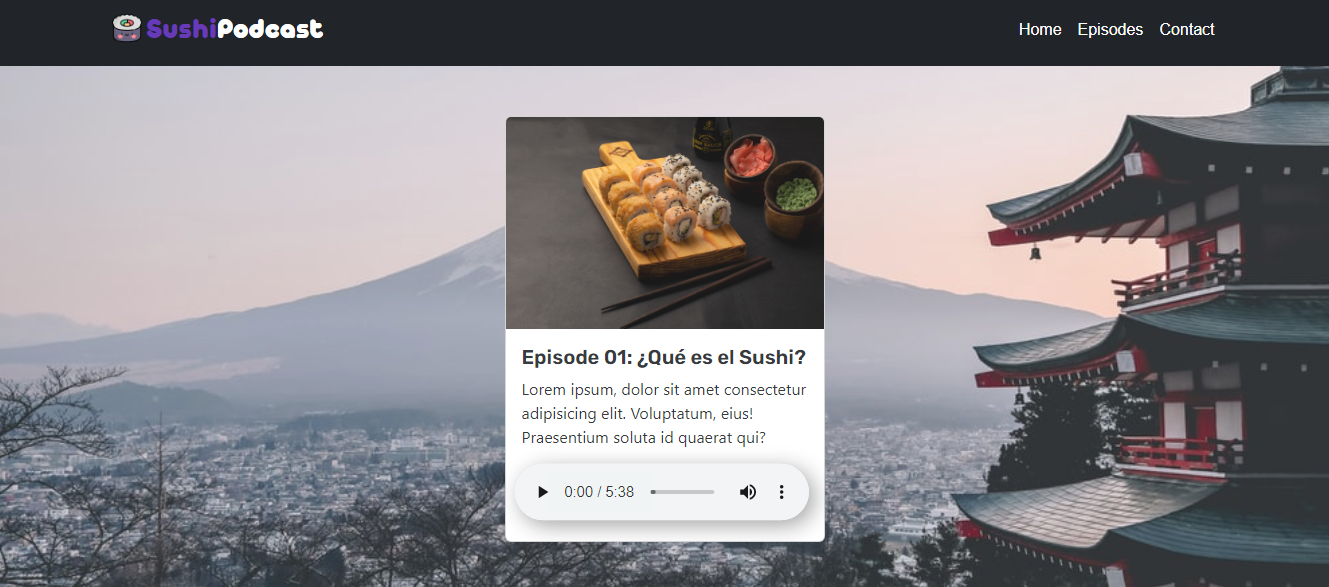 SushiPodcast
Home Episodes Contact
Episode 01: ¿Qué es el Sushi?
Lorem ipsum, dolor sit amet consectetur
adipisicing elit. Voluptatum, eius!
Praesentium soluta id quaerat qui?
0:00 / 5:38